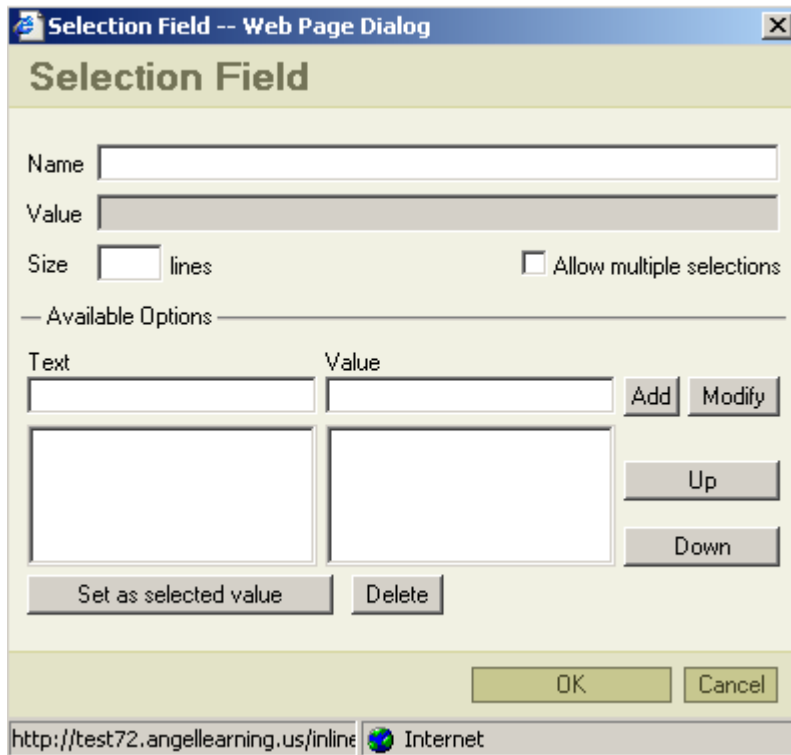 Selection Field -- Web Page Dialog
Selection Field
Name
Value
Size lines Allow multiple selections
Available Options
Text Value
Add Modify
Up
Down
Set as selected value Delete
OK Cancel
http://test72.angellearning.us/inline Internet